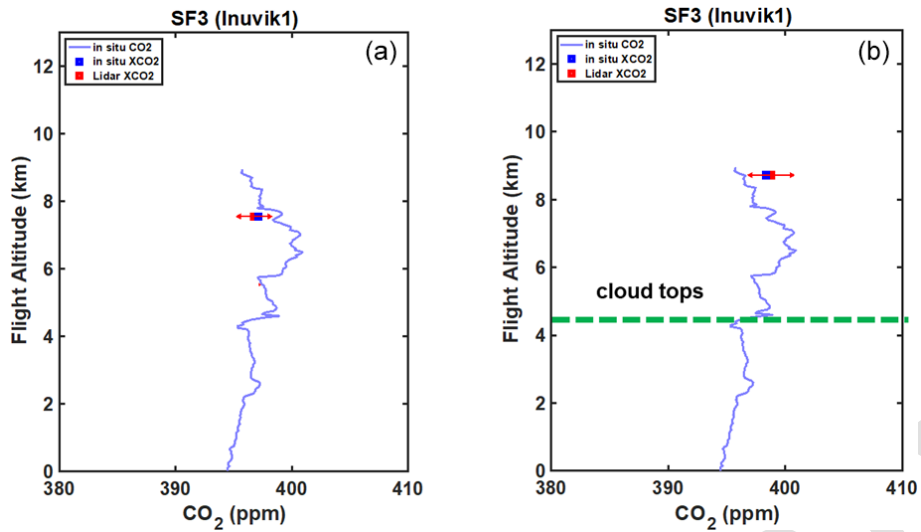 SF3 (Inuvik1)
(a)
in situ CO2
in situ XCO2
Lidar XCO2
12
10
8
6
4
2
0
Flight Altitude (km)
380
390
400
410
CO2 (ppm)
SF3 (Inuvik1)
(b)
in situ CO2
in situ XCO2
Lidar XCO2
12
10
8
6
4
2
0
Flight Altitude (km)
cloud tops
380
390
400
410
CO2 (ppm)